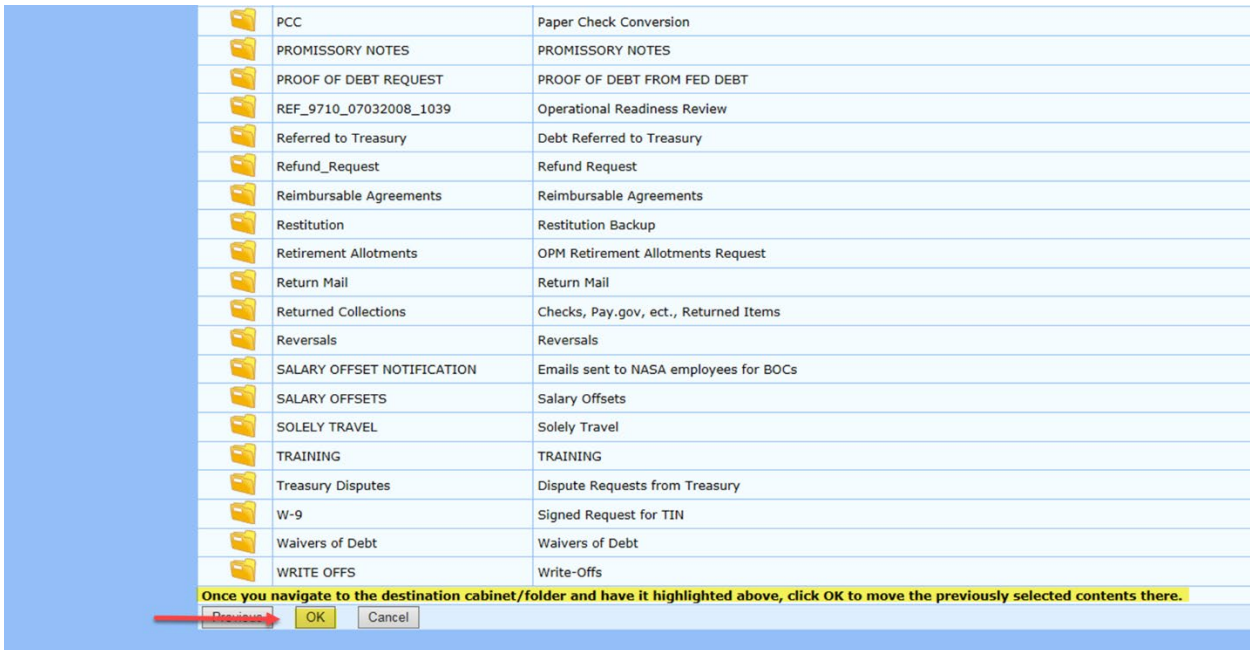 PCC Paper Check Conversion
PROMISSORY NOTES PROMISSORY NOTES
PROOF OF DEBT REQUEST PROOF OF DEBT FROM FED DEBT
REF_9710_07032008_1039 Operational Readiness Review
Referred to Treasury Debt Referred to Treasury
Refund_Request Refund Request
Reimbursable Agreements Reimbursable Agreements
Restitution Restitution Backup
Retirement Allotments OPM Retirement Allotments Request
Return Mail Return Mail
Returned Collections Checks, Pay.gov, ect., Returned Items
Reversals Reversals
SALARY OFFSET NOTIFICATION Emails sent to NASA employees for BOCs
SALARY OFFSETS Salary Offsets
SOLELY TRAVEL Solely Travel
TRAINING TRAINING
Treasury Disputes Dispute Requests from Treasury
W-9 Signed Request for TIN
Waivers of Debt Waivers of Debt
WRITE OFFS Write-Offs
Once you navigate to the destination cabinet/folder and have it highlighted above, click OK to move the previously selected contents there.
Previous OK Cancel